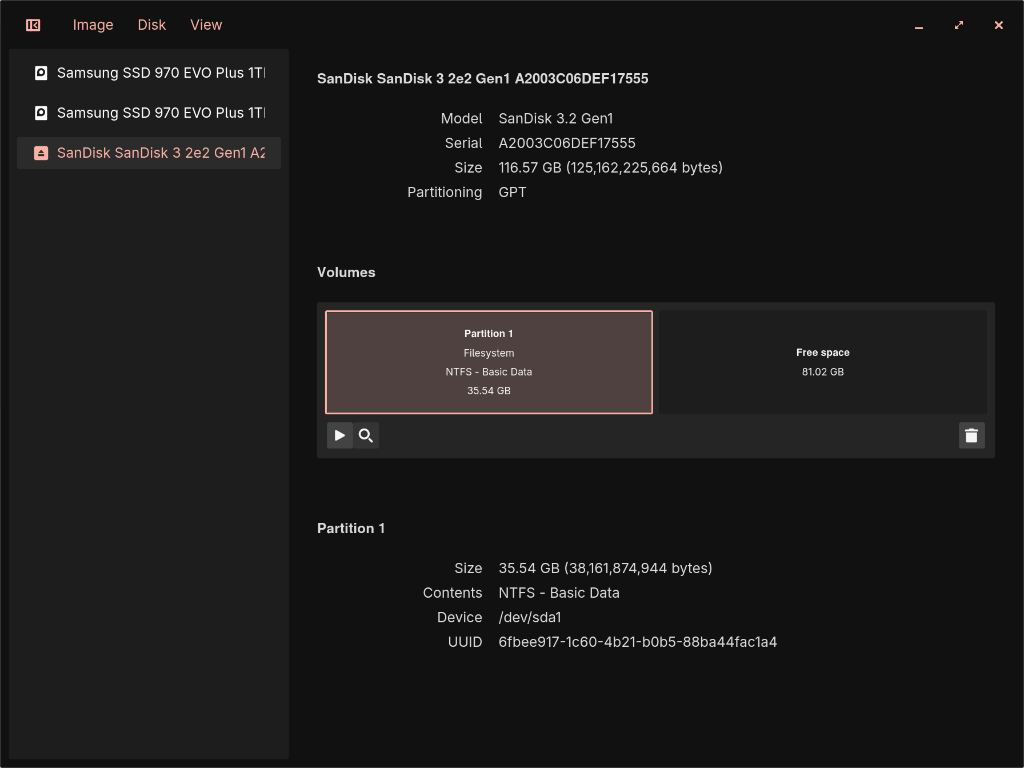 Image Disk View
Samsung SSD 970 EVO Plus 1T
Samsung SSD 970 EVO Plus 1T
SanDisk SanDisk 3 2e2 Gen1 A2
SanDisk SanDisk 3 2e2 Gen1 A2003C06DEF17555
Model SanDisk 3.2 Gen1
Serial A2003C06DEF17555
Size 116.57 GB (125,162,225,664 bytes)
Partitioning GPT
Volumes
Partition 1
Filesystem
NTFS - Basic Data
35.54 GB
Free space
81.02 GB
Partition 1
Size 35.54 GB (38,161,874,944 bytes)
Contents NTFS - Basic Data
Device /dev/sda1
UUID 6fbee917-1c60-4b21-b0b5-88ba44fac1a4